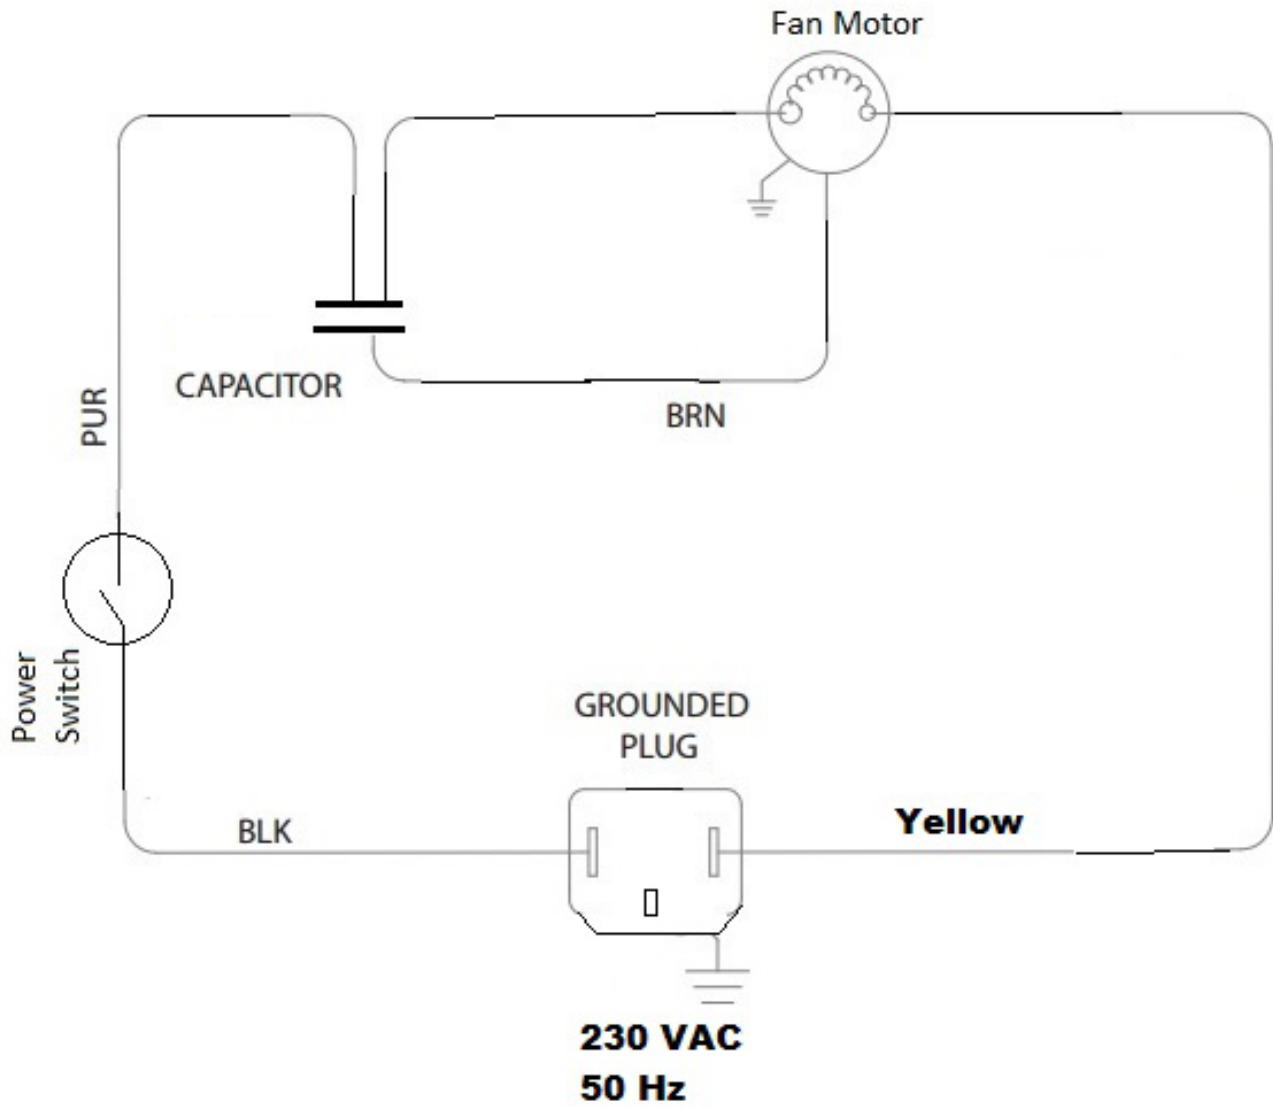 Fan Motor
CAPACITOR
BRN
PUR
Power
Switch
GROUNDED
PLUG
BLK
Yellow
230 VAC
50 Hz